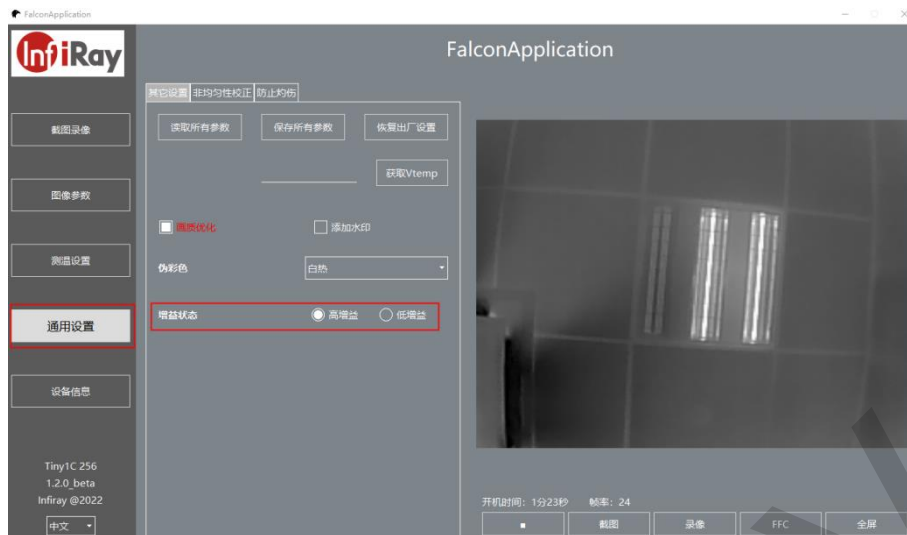 FalconApplication
InfiRay
FalconApplication
其它设置 非均匀性校正 防止灼伤
截图录像
读取所有参数 保存所有参数 恢复出厂设置
获取Vtemp
图像参数
画质优化 添加水印
测温设置
伪彩色 白热
通用设置
增益状态 高增益 低增益
设备信息
Tiny1C 256
1.2.0_beta
Infiray @2022
中文
开机时间：1分23秒 帧率：24
截图 录像 FFC 全屏